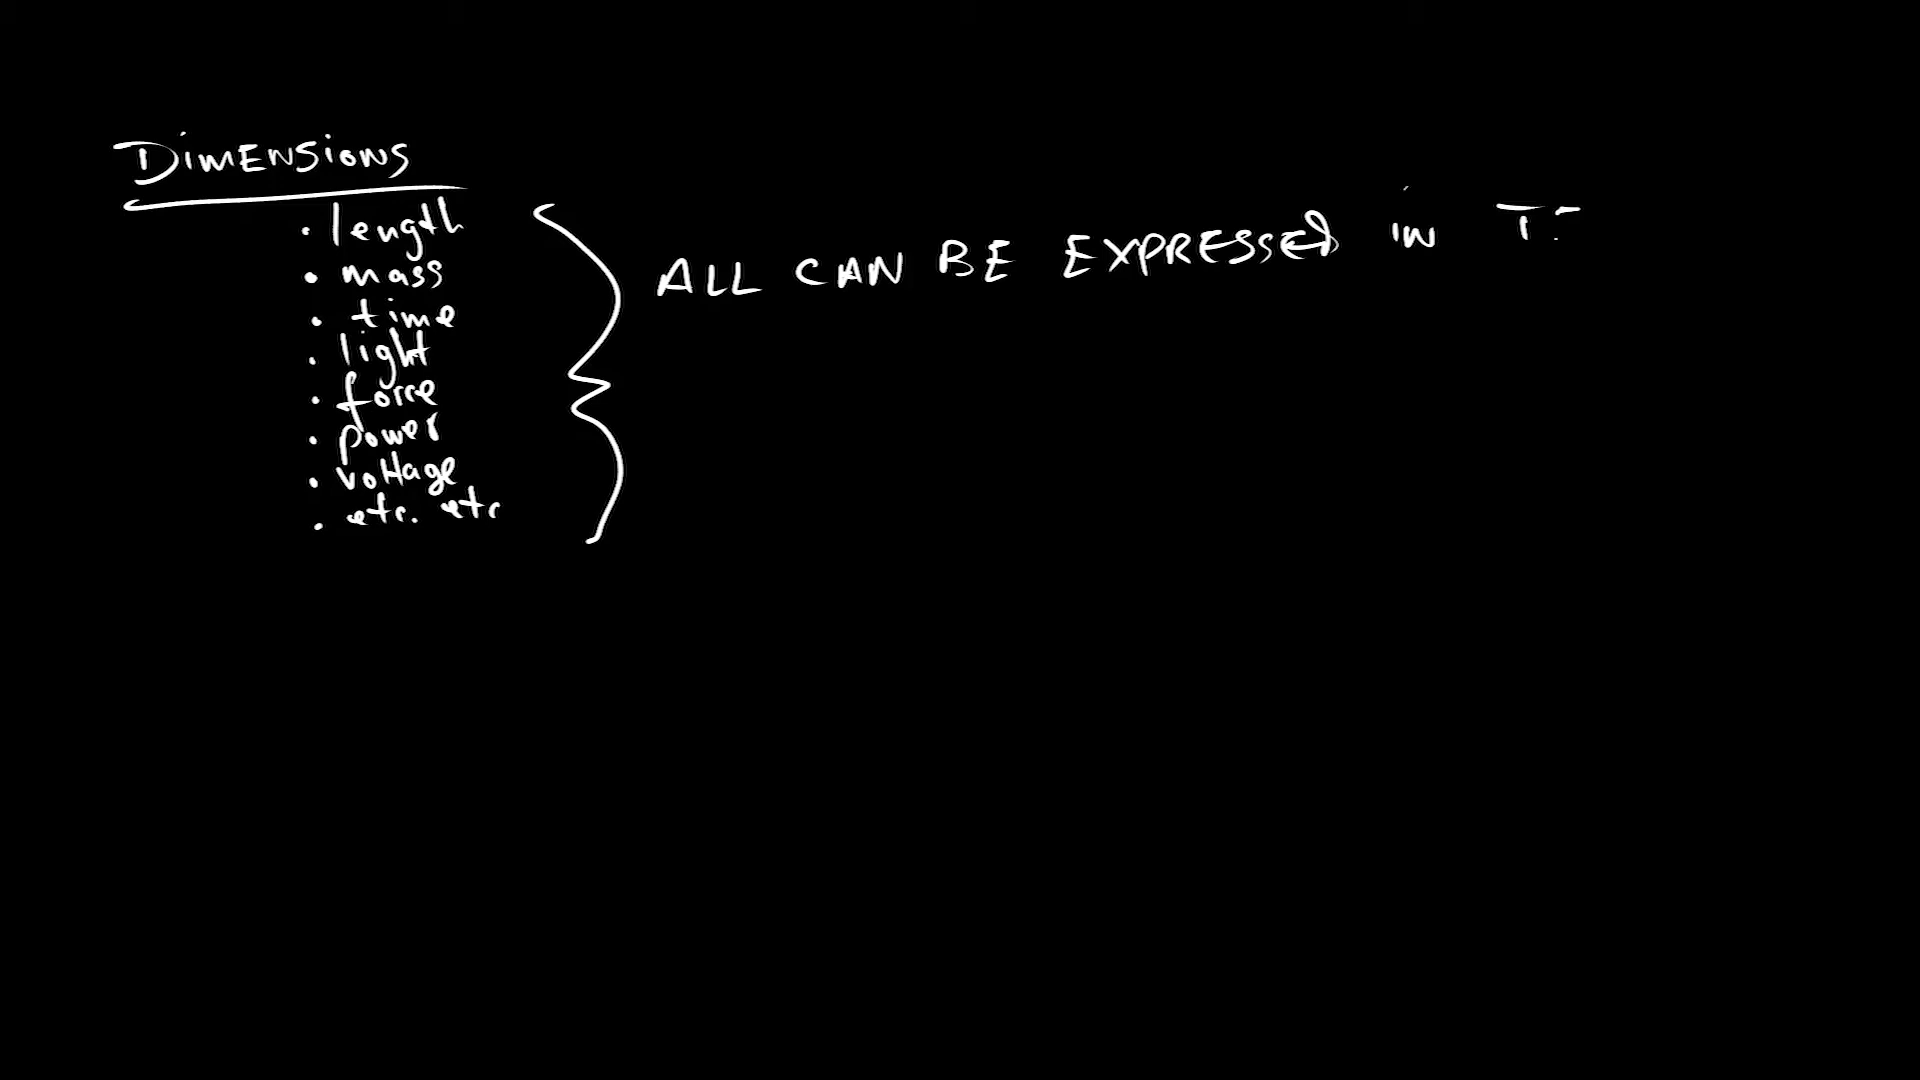 DiMENSiONS
• length
• mass
• time
• light
• force
• power
• voltage
• etc. etc
ALL CAN BE EXPRESSED iN